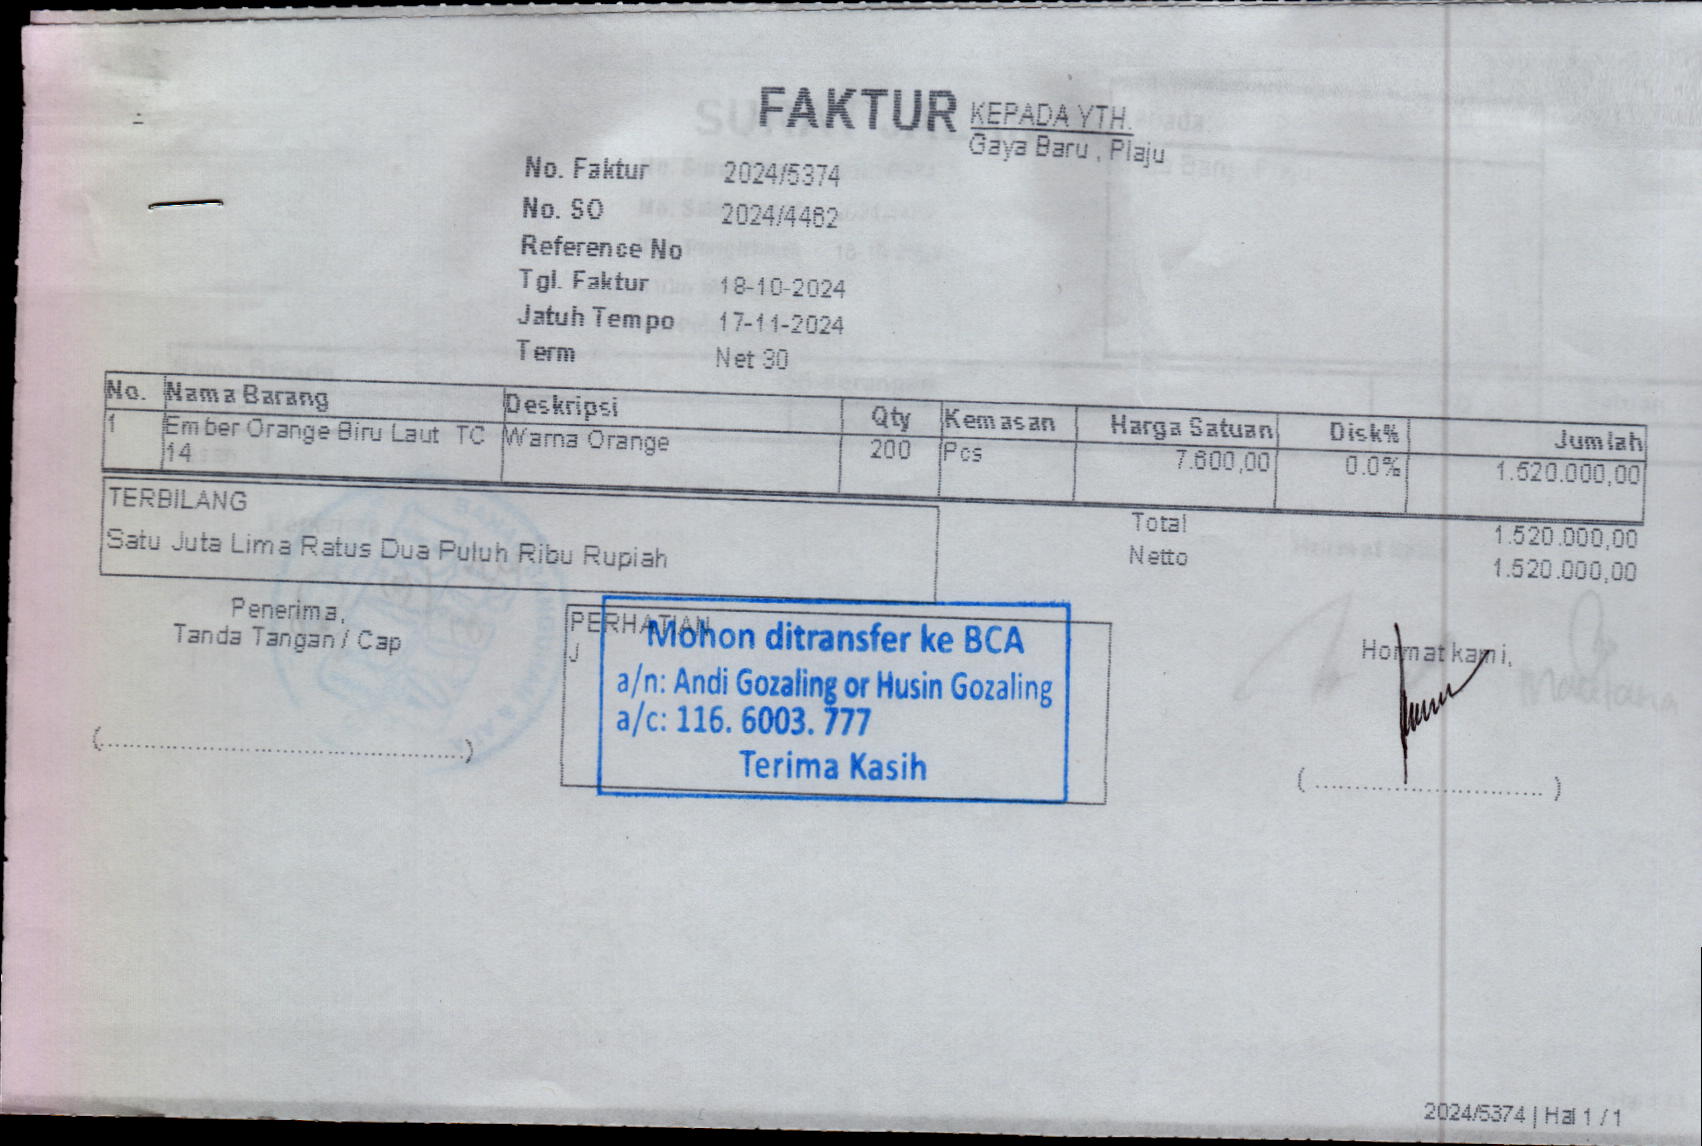 FAKTUR
KEPADA YTH.
Gaya Baru , Plaju
No. Faktur 2024/5374
No. SO 2024/4462
Reference No
Tgl. Faktur 18-10-2024
Jatuh Tempo 17-11-2024
Term Net 30
No. Nama Barang Deskripsi Qty Kemasan Harga Satuan Disk% Jumlah
1 Ember Orange Biru Laut TC Warna Orange 200 Pcs 7.600,00 0.0% 1.520.000,00
14
TERBILANG
Satu Juta Lima Ratus Dua Puluh Ribu Rupiah
Total 1.520.000,00
Netto 1.520.000,00
Penerima,
Tanda Tangan / Cap
(........................................)
PERHATIAN
J
Mohon ditransfer ke BCA
a/n: Andi Gozaling or Husin Gozaling
a/c: 116. 6003. 777
Terima Kasih
Hormat kami,
(............................)
2024/5374 | Hal 1 / 1